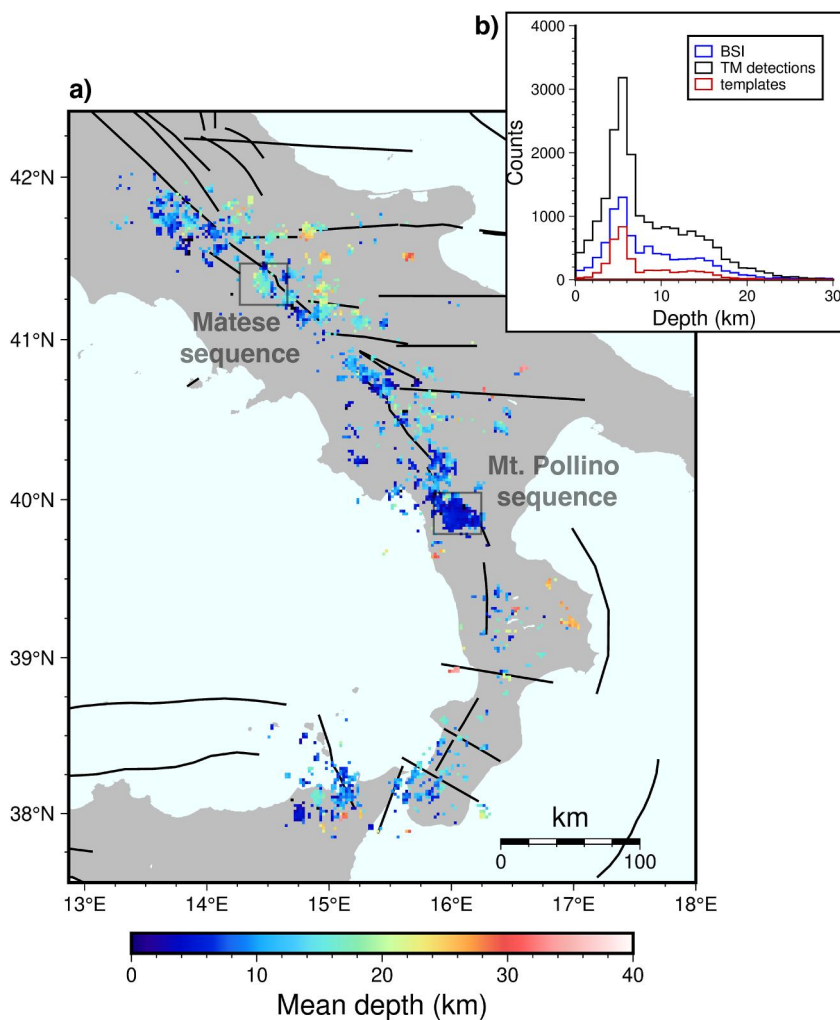 b)
4000
3000
2000
1000
0
Counts
BSI
TM detections
templates
0
10
20
30
Depth (km)
a)
42°N
41°N
40°N
39°N
38°N
Matese
sequence
Mt. Pollino
sequence
km
0
100
13°E
14°E
15°E
16°E
17°E
18°E
0
10
20
30
40
Mean depth (km)